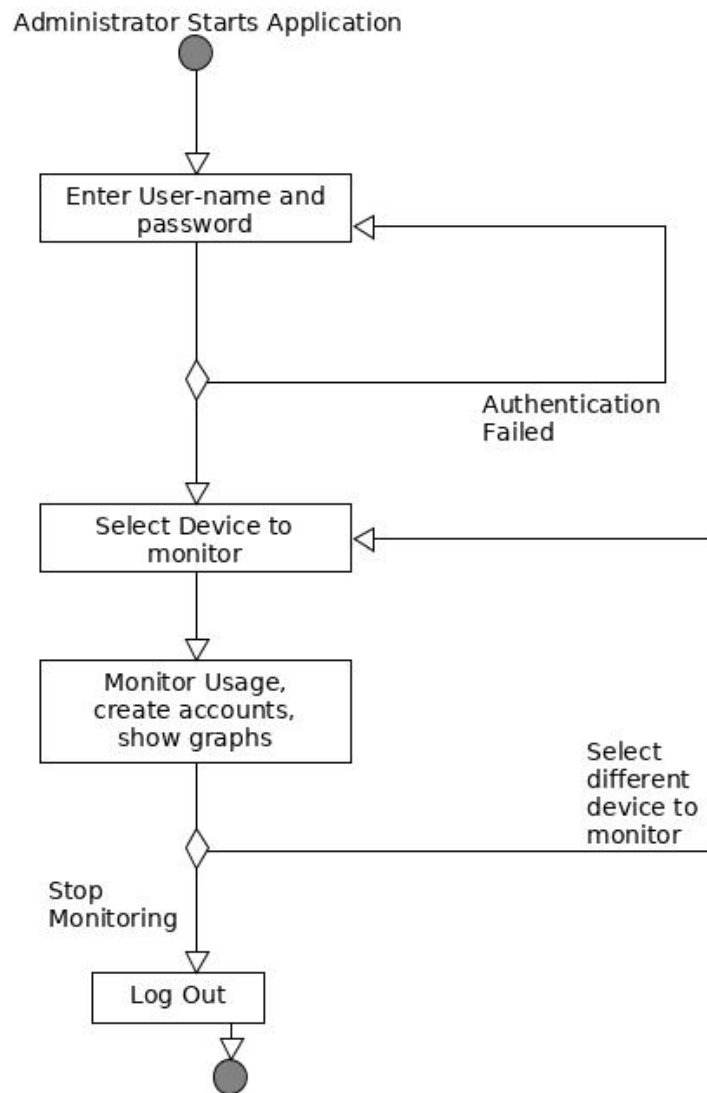 Administrator Starts Application
Enter User-name and
password
Authentication
Failed
Select Device to
monitor
Monitor Usage,
create accounts,
show graphs
Select
different
device to
monitor
Stop
Monitoring
Log Out